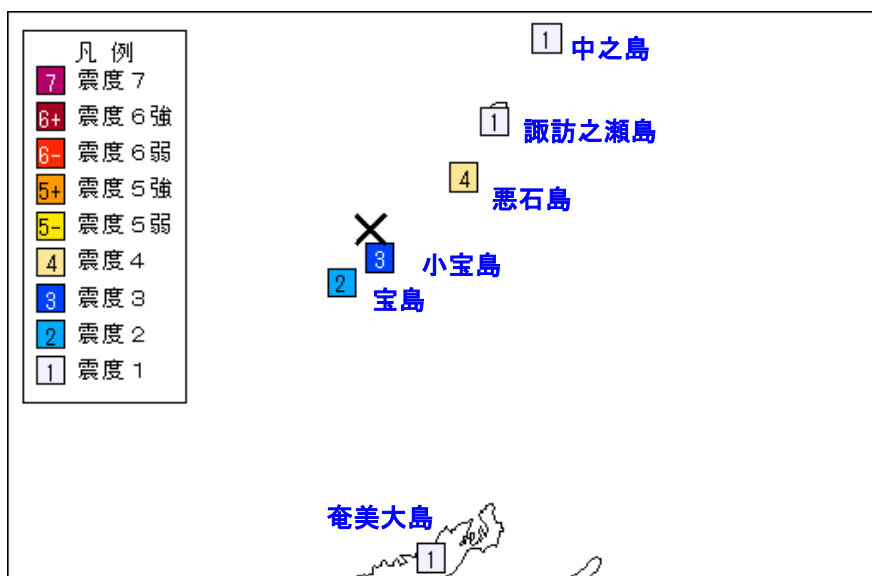 凡 例
7 震度７
6+ 震度６強
6- 震度６弱
5+ 震度５強
5- 震度５弱
4 震度４
3 震度３
2 震度２
1 震度１
1 中之島
1 諏訪之瀬島
4 悪石島
3 小宝島
2 宝島
奄美大島
1